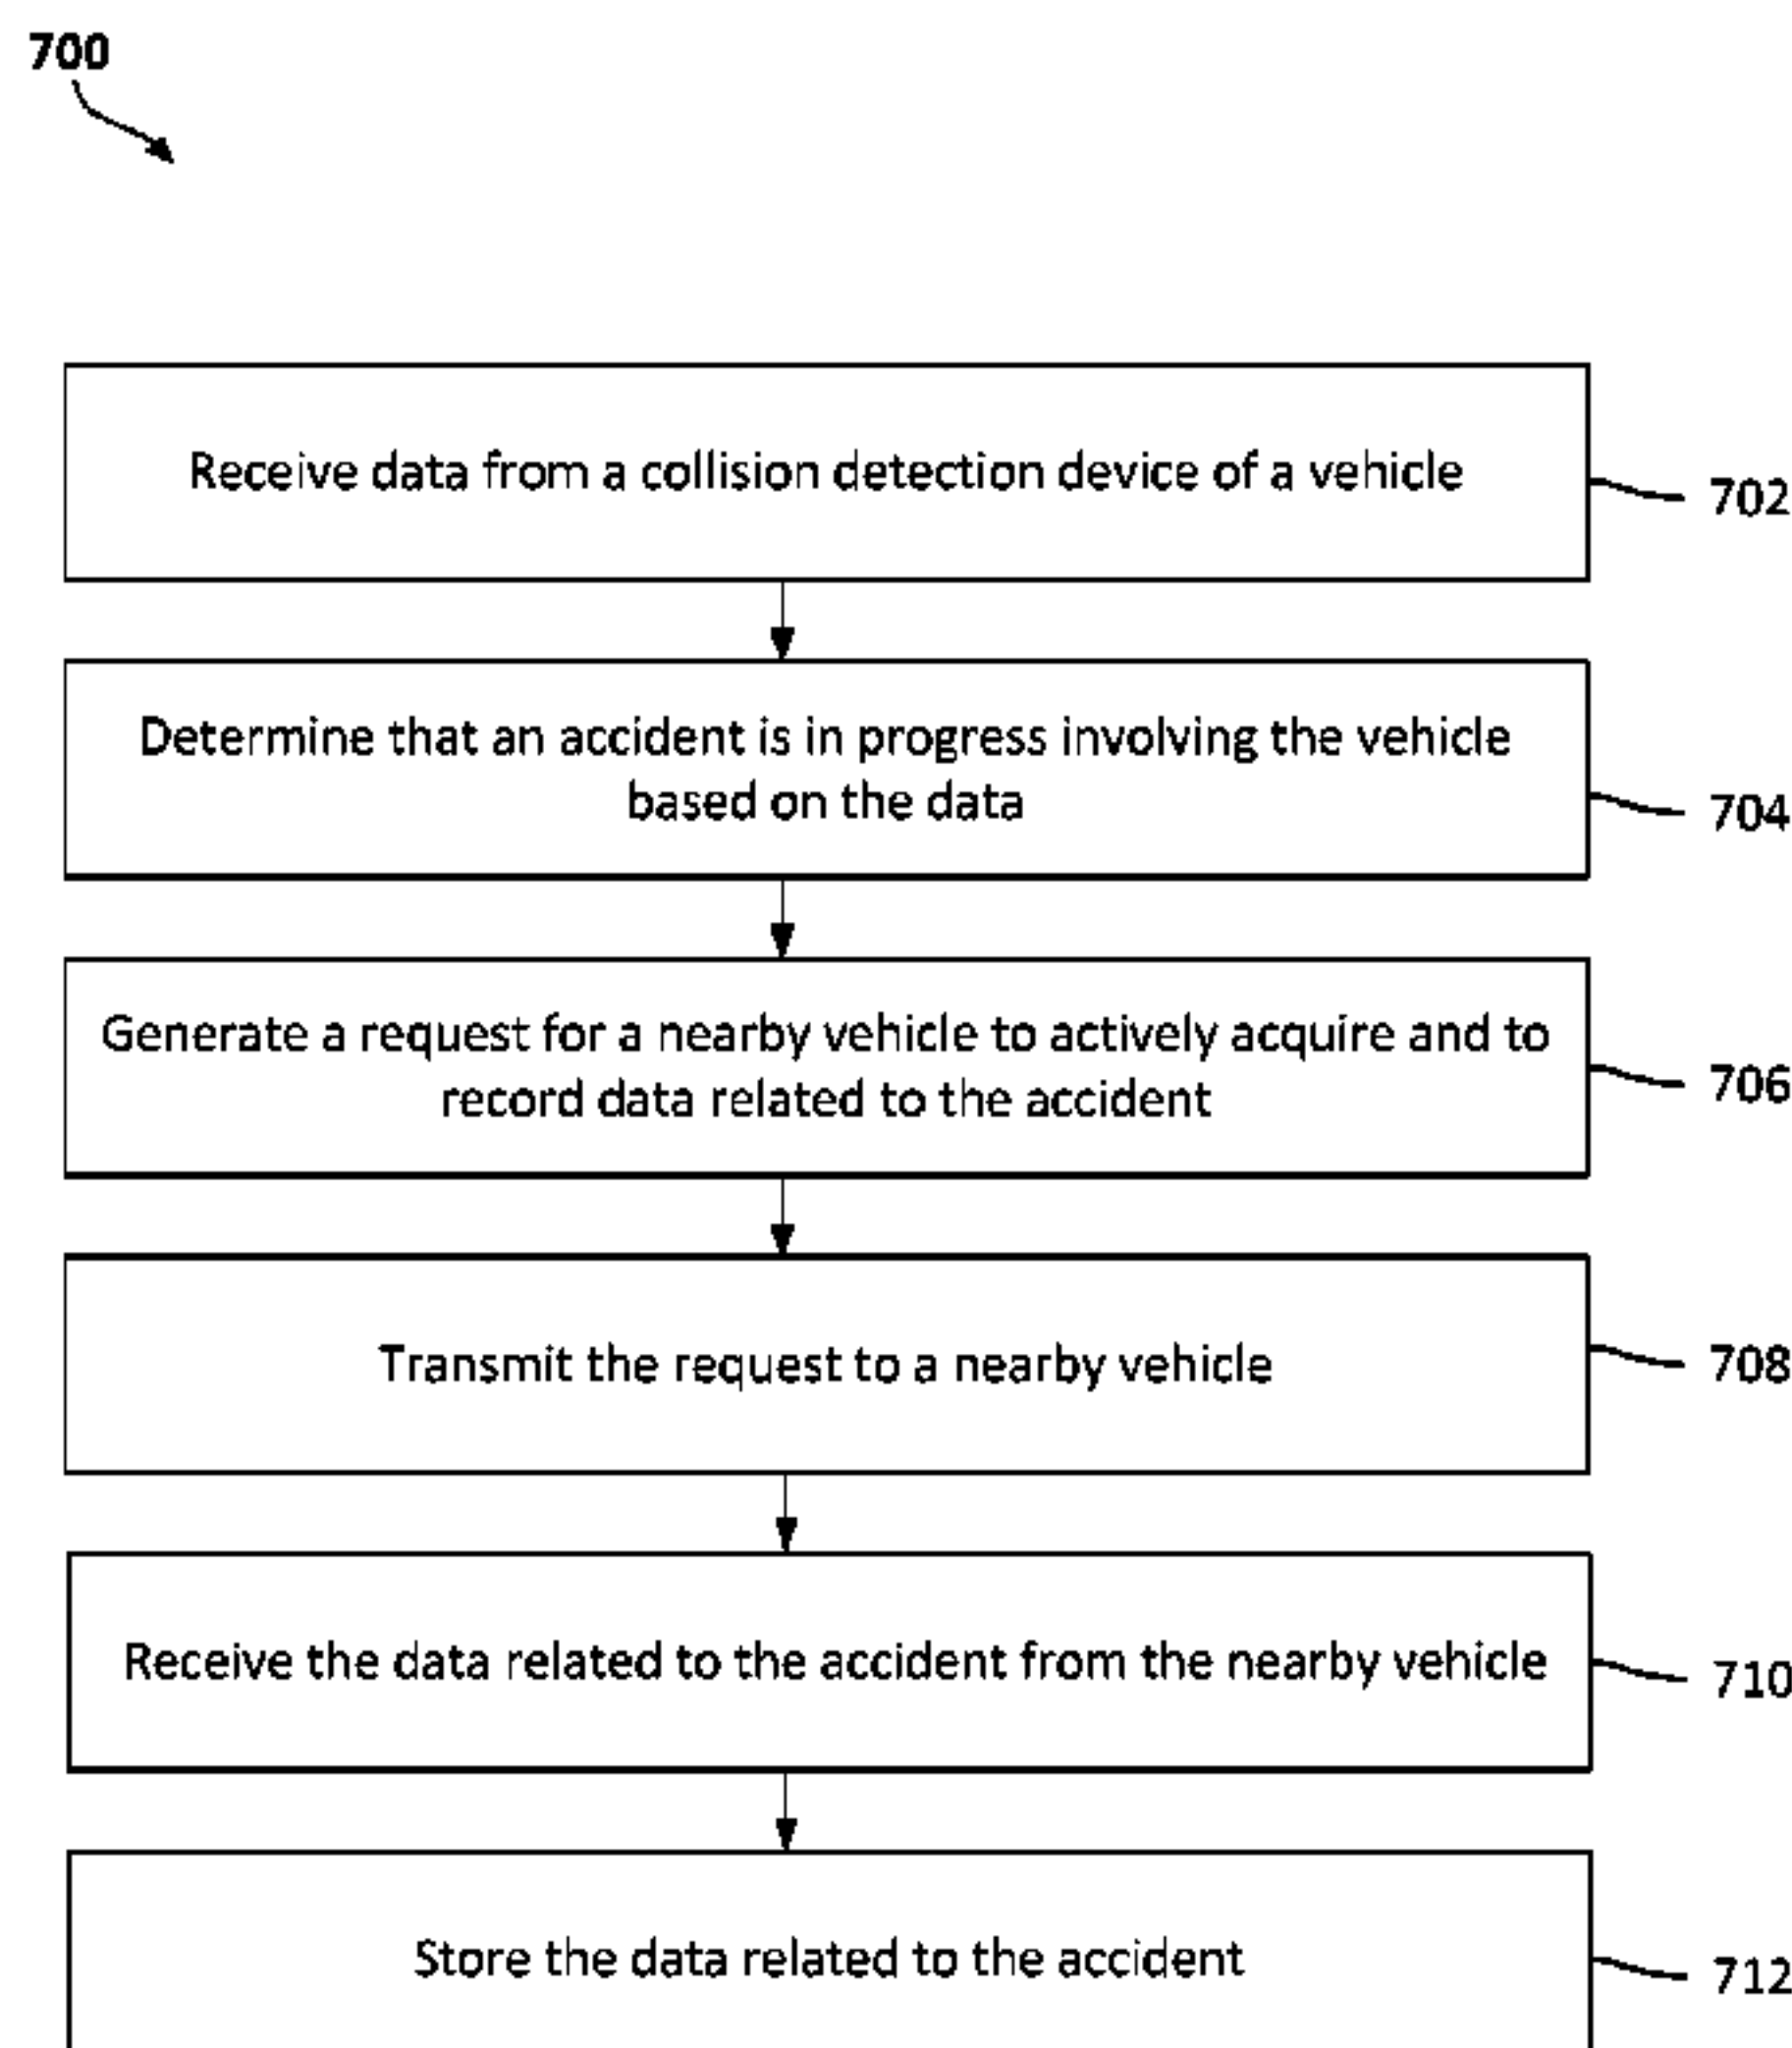 700
Receive data from a collision detection device of a vehicle
702
Determine that an accident is in progress involving the vehicle
based on the data
704
Generate a request for a nearby vehicle to actively acquire and to
record data related to the accident
706
Transmit the request to a nearby vehicle
708
Receive the data related to the accident from the nearby vehicle
710
Store the data related to the accident
712